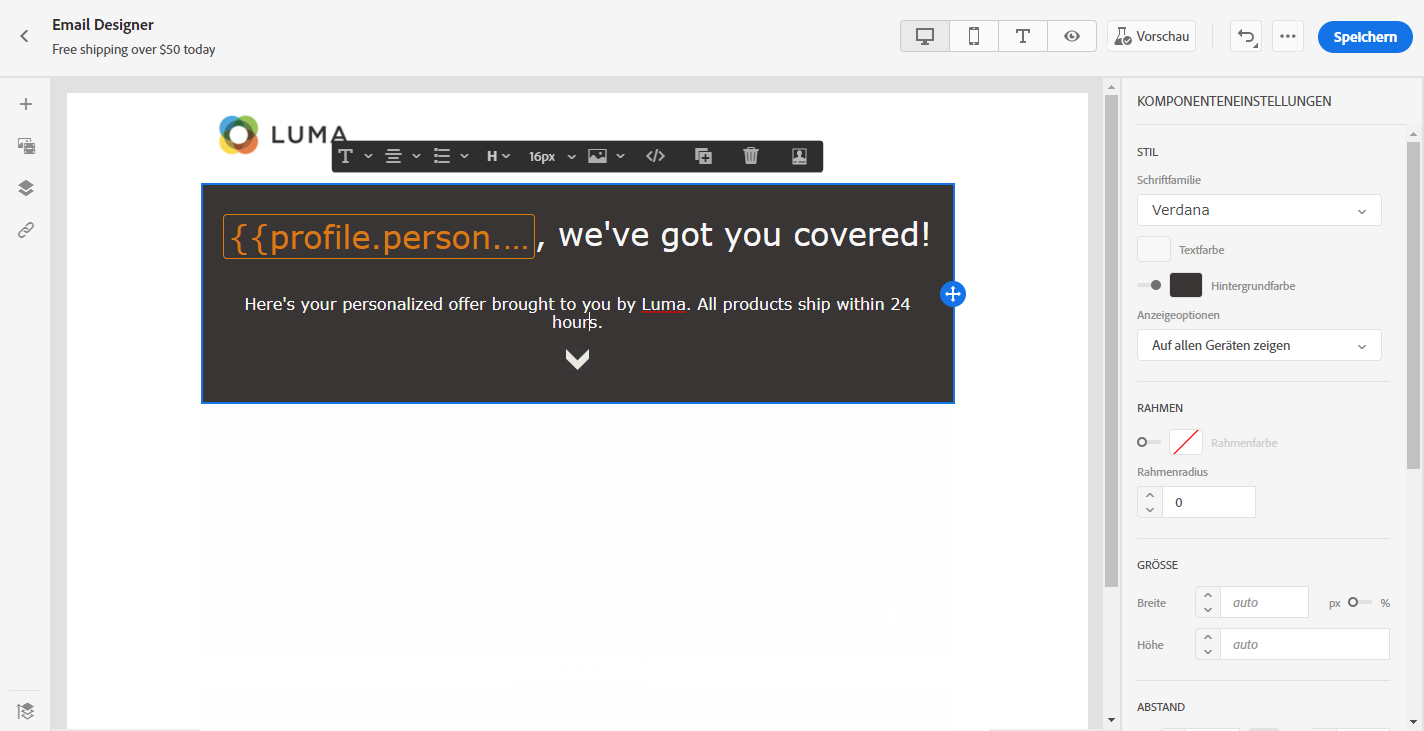 Email Designer
Free shipping over $50 today
Vorschau
Speichern
LUMA
H
16px
{{profile.person.... , we've got you covered!
Here's your personalized offer brought to you by Luma. All products ship within 24
hours.
KOMPONENTENEINSTELLUNGEN
STIL
Schriftfamilie
Verdana
Textfarbe
Hintergrundfarbe
Anzeigeoptionen
Auf allen Geräten zeigen
RAHMEN
Rahmenfarbe
Rahmenradius
0
GRÖSSE
Breite auto px %
Höhe auto
ABSTAND